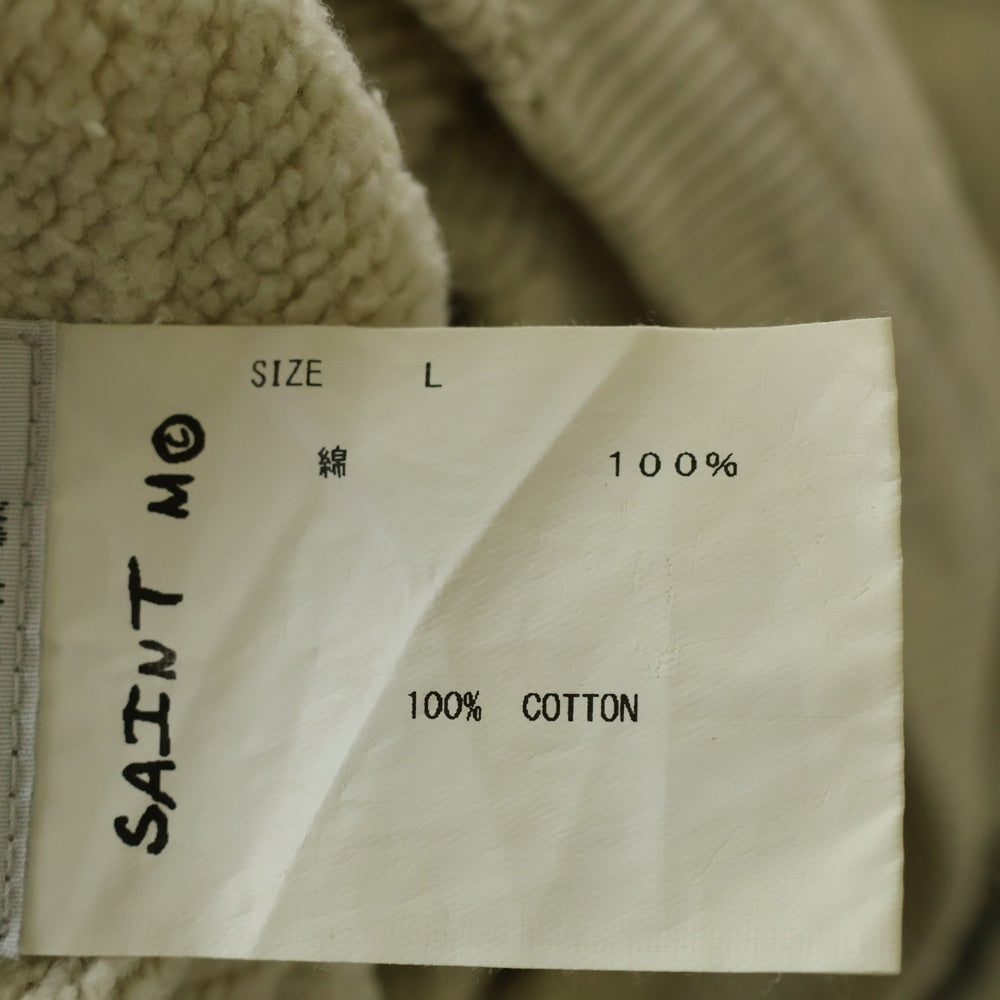 SIZE L
綿 １００％
100% COTTON
SAINT M©